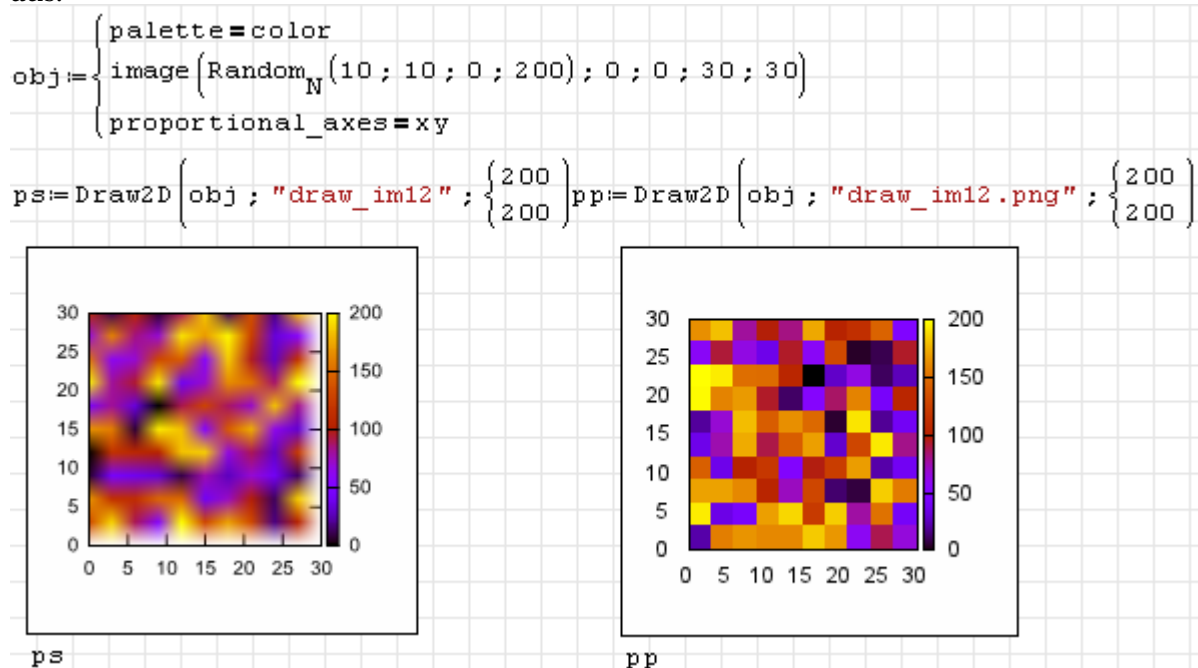 palette=color
obj:= image(Random_N(10 ; 10 ; 0 ; 200) ; 0 ; 0 ; 30 ; 30)
proportional_axes=xy
ps:=Draw2D(obj ; "draw_im12" ; {200 200) pp:=Draw2D(obj ; "draw_im12.png" ; {200 200)
30 200
25
20 150
15 100
10
5 50
0 0
0 5 10 15 20 25 30
ps
30 200
25
20 150
15 100
10
5 50
0 0
0 5 10 15 20 25 30
pp